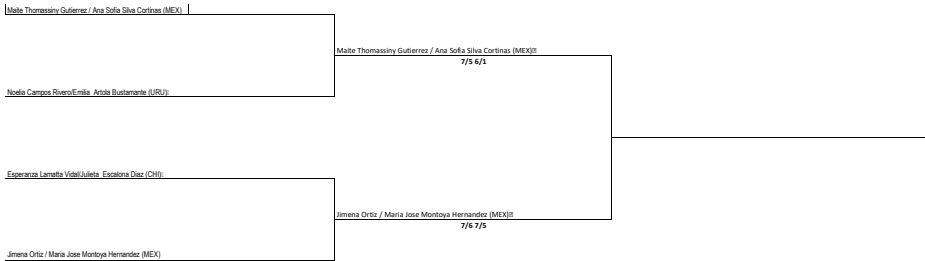 Maite Thomassiny Gutierrez / Ana Sofia Silva Cortinas (MEX)
Maite Thomassiny Gutierrez / Ana Sofia Silva Cortinas (MEX)
7/5 6/1
Noelia Campos Rivero/Emilia Artola Bustamante (URU):
Esperanza Lamatta Vidal/Julieta Escalona Diaz (CHI):
Jimena Ortiz / Maria Jose Montoya Hernandez (MEX)
7/6 7/5
Jimena Ortiz / Maria Jose Montoya Hernandez (MEX)